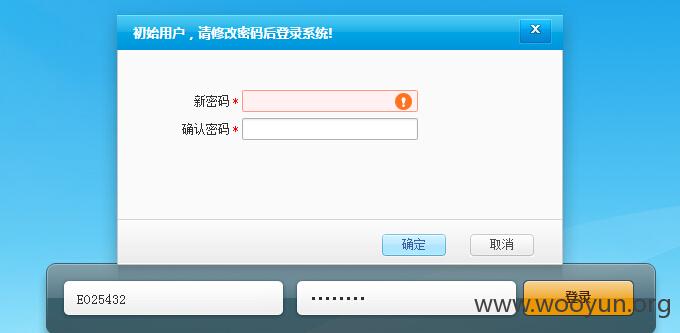 初始用户，请修改密码后登录系统!
X
新密码 *
确认密码 *
确定 取消
E025432 •••••••• 登录
www.wooyun.org